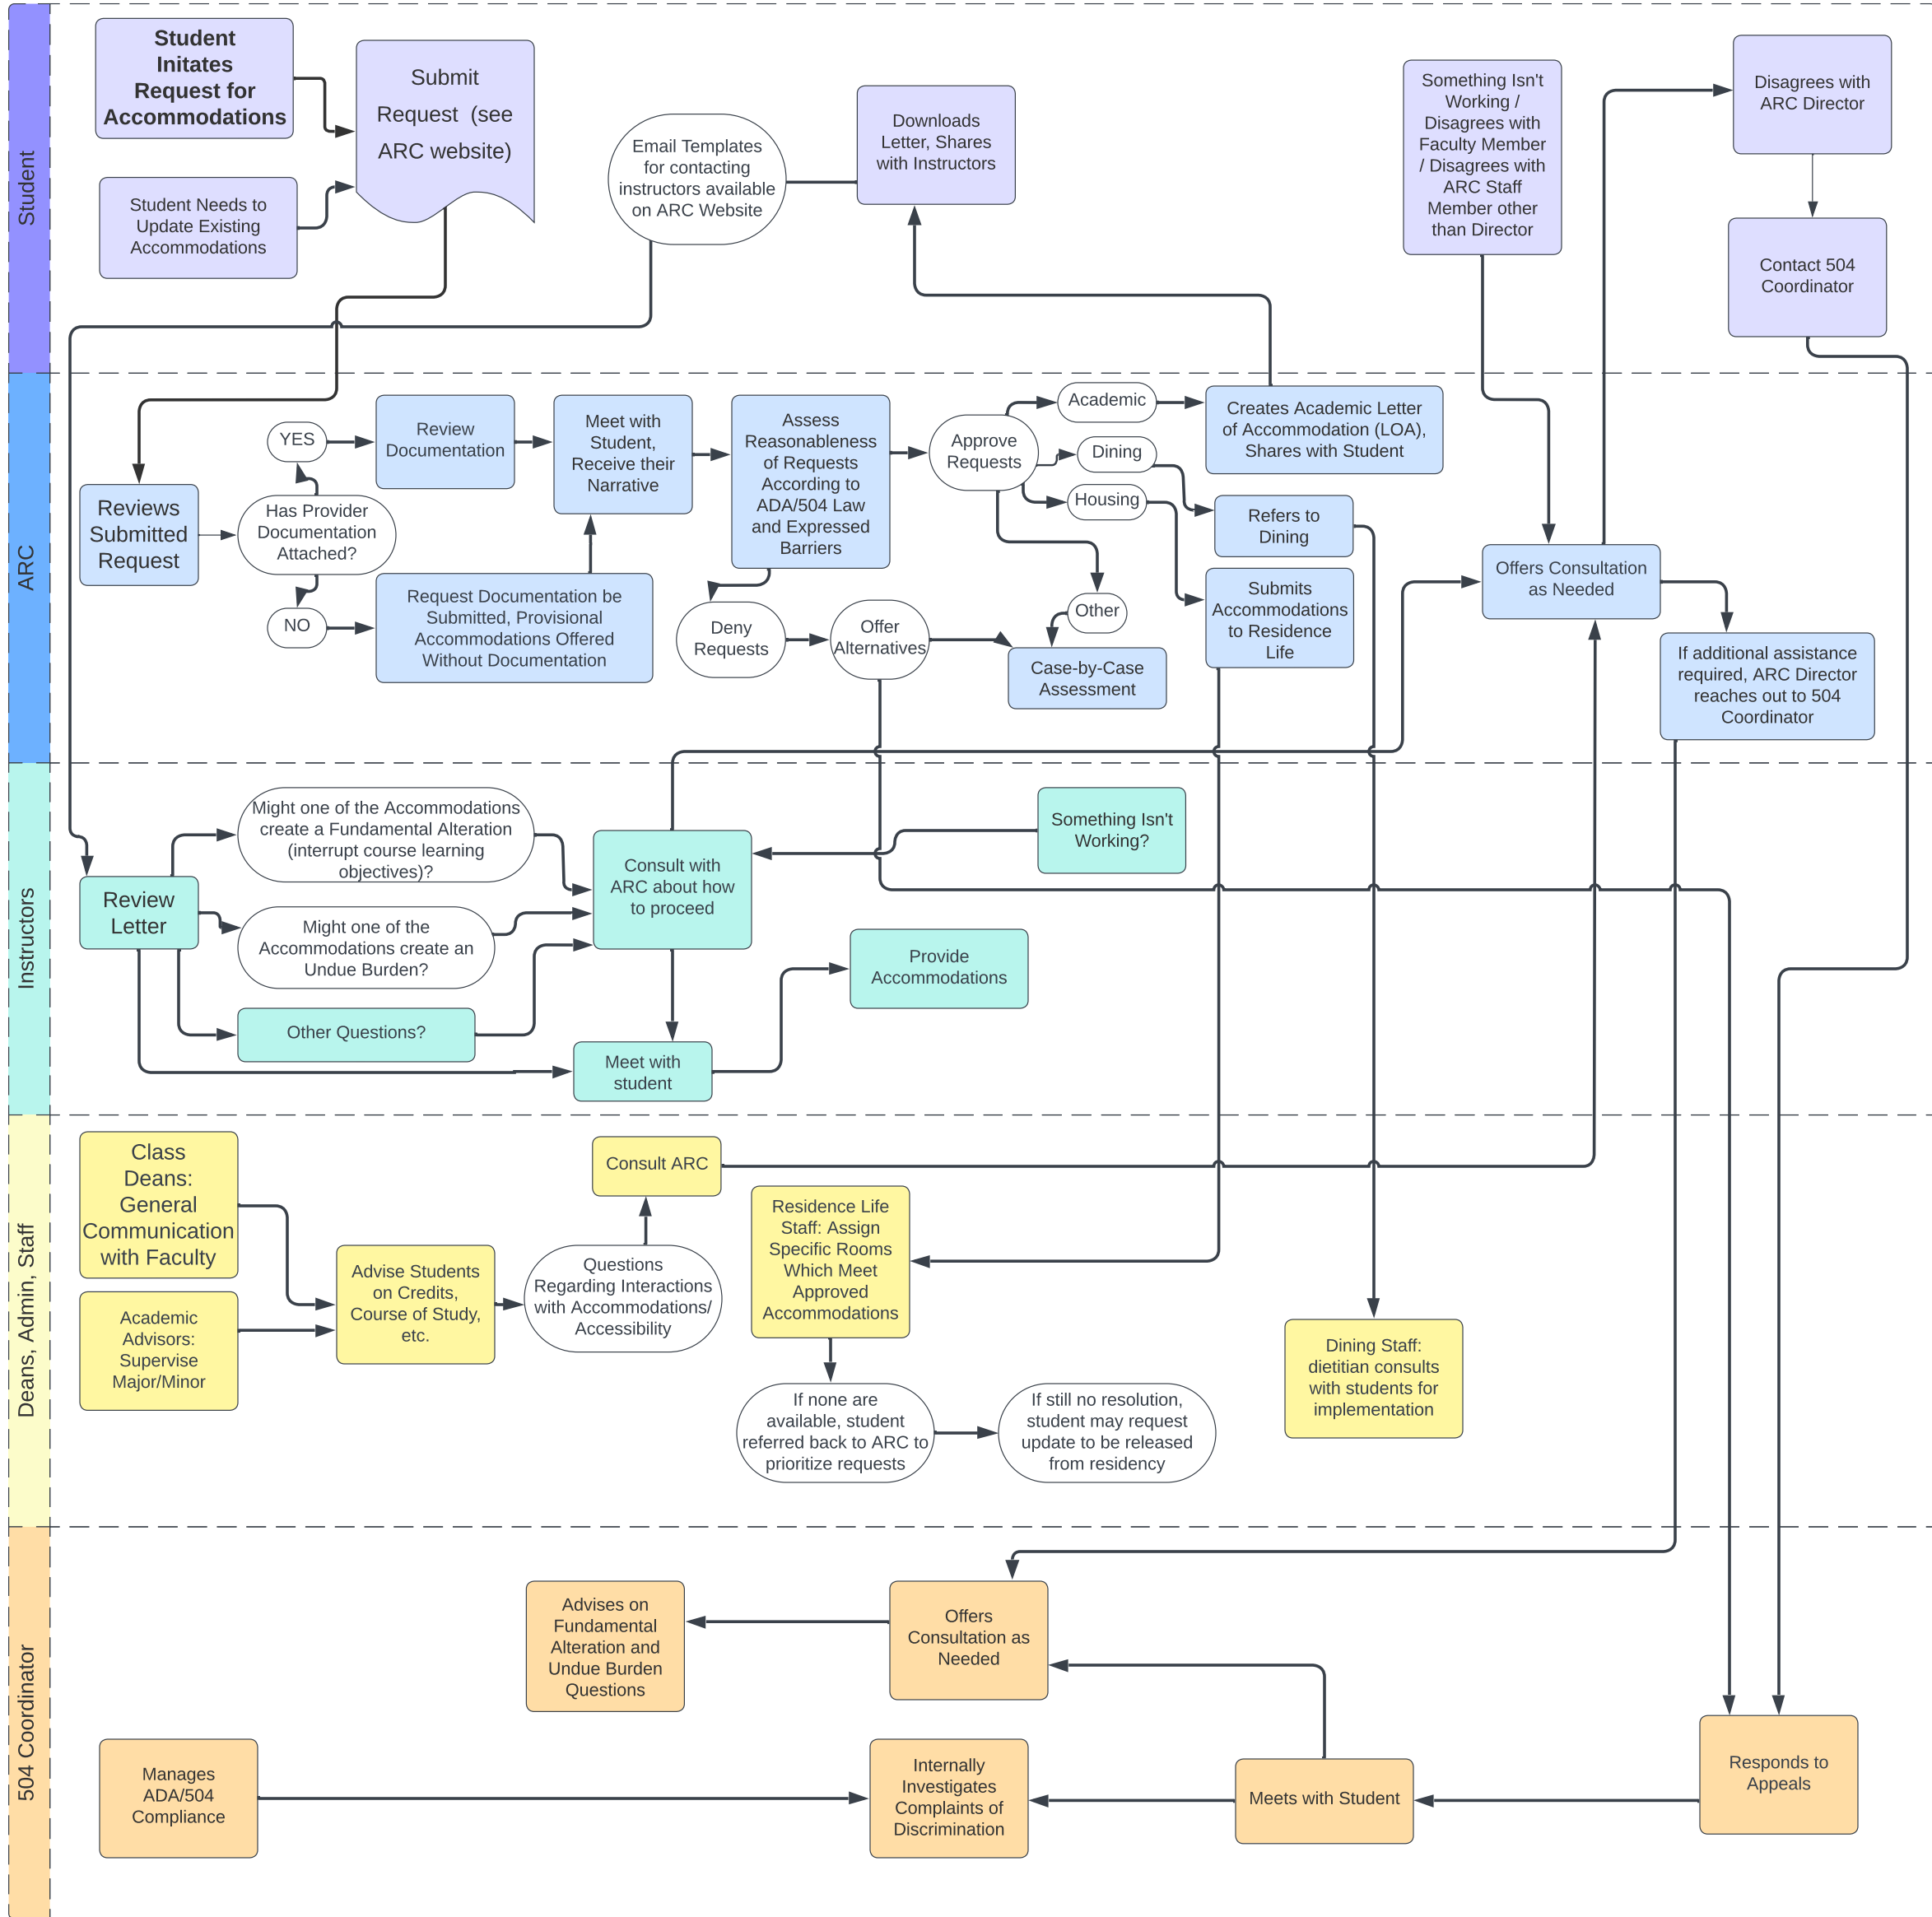 Student
Student
Initates
Request for
Accommodations
Submit
Request (see
ARC website)
Student Needs to
Update Existing
Accommodations
Email Templates
for contacting
instructors available
on ARC Website
Downloads
Letter, Shares
with Instructors
Something Isn't
Working /
Disagrees with
Faculty Member
/ Disagrees with
ARC Staff
Member other
than Director
Disagrees with
ARC Director
Contact 504
Coordinator
ARC
Reviews
Submitted
Request
YES
Has Provider
Documentation
Attached?
NO
Review
Documentation
Request Documentation be
Submitted, Provisional
Accommodations Offered
Without Documentation
Meet with
Student,
Receive their
Narrative
Assess
Reasonableness
of Requests
According to
ADA/504 Law
and Expressed
Barriers
Deny
Requests
Offer
Alternatives
Approve
Requests
Academic
Dining
Housing
Other
Case-by-Case
Assessment
Creates Academic Letter
of Accommodation (LOA),
Shares with Student
Refers to
Dining
Submits
Accommodations
to Residence
Life
Offers Consultation
as Needed
If additional assistance
required, ARC Director
reaches out to 504
Coordinator
Instructors
Review
Letter
Might one of the Accommodations
create a Fundamental Alteration
(interrupt course learning
objectives)?
Might one of the
Accommodations create an
Undue Burden?
Other Questions?
Consult with
ARC about how
to proceed
Meet with
student
Something Isn't
Working?
Provide
Accommodations
Deans, Admin, Staff
Class
Deans:
General
Communication
with Faculty
Academic
Advisors:
Supervise
Major/Minor
Advise Students
on Credits,
Course of Study,
etc.
Questions
Regarding Interactions
with Accommodations/
Accessibility
Consult ARC
Residence Life
Staff: Assign
Specific Rooms
Which Meet
Approved
Accommodations
If none are
available, student
referred back to ARC to
prioritize requests
If still no resolution,
student may request
update to be released
from residency
Dining Staff:
dietitian consults
with students for
implementation
504 Coordinator
Advises on
Fundamental
Alteration and
Undue Burden
Questions
Offers
Consultation as
Needed
Manages
ADA/504
Compliance
Internally
Investigates
Complaints of
Discrimination
Meets with Student
Responds to
Appeals